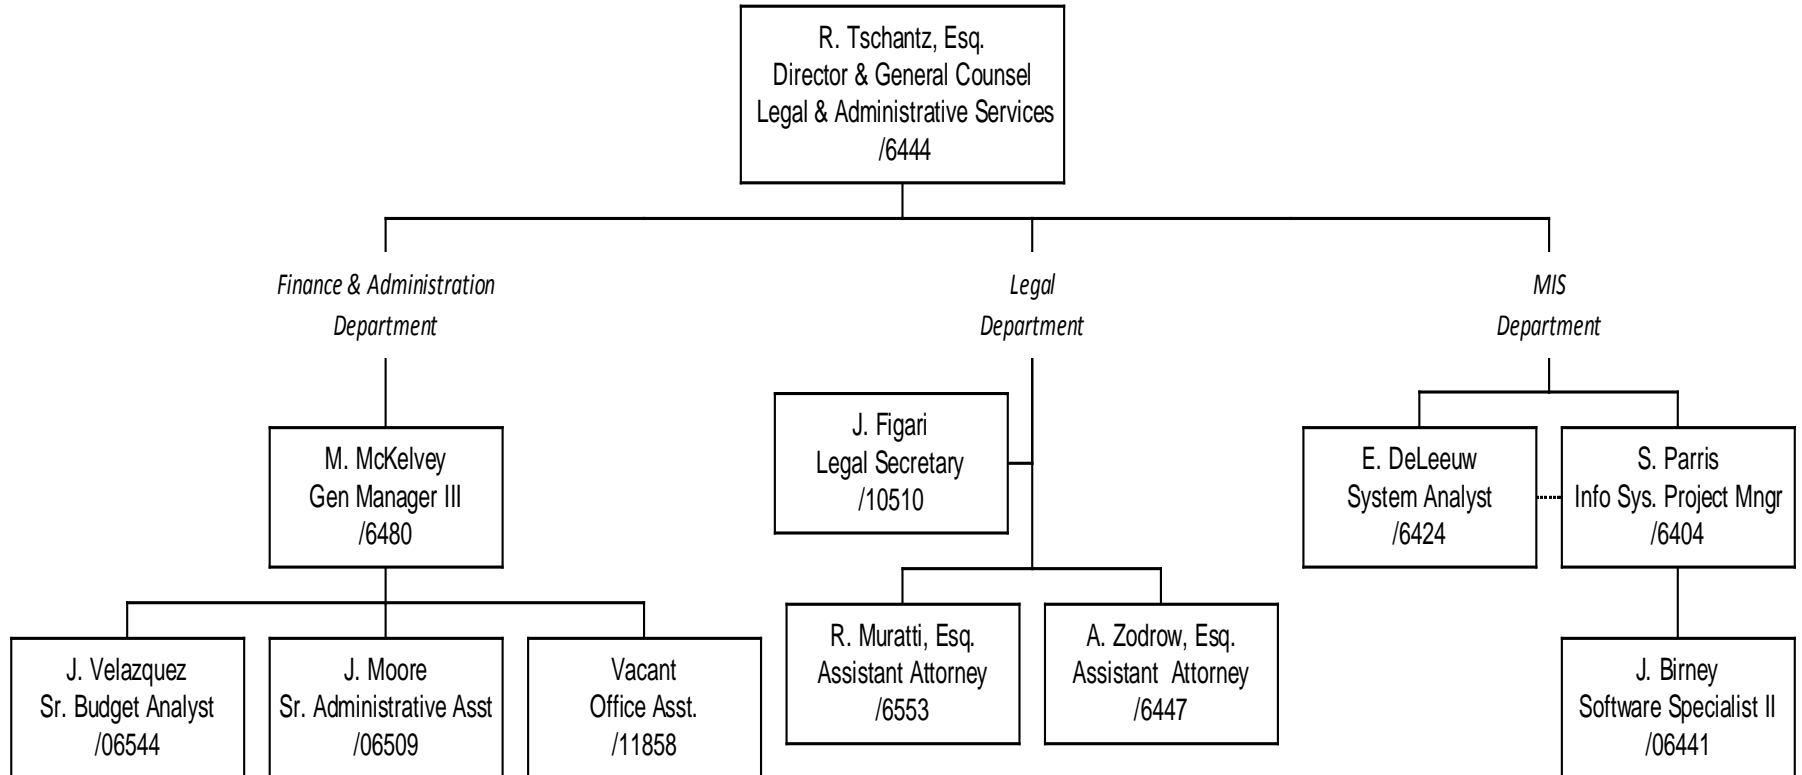 R. Tschantz, Esq.
Director & General Counsel
Legal & Administrative Services
/6444
Finance & Administration
Department
Legal
Department
MIS
Department
M. McKelvey
Gen Manager III
/6480
J. Figari
Legal Secretary
/10510
E. DeLeeuw
System Analyst
/6424
S. Parris
Info Sys. Project Mngr
/6404
J. Velazquez
Sr. Budget Analyst
/06544
J. Moore
Sr. Administrative Asst
/06509
Vacant
Office Asst.
/11858
R. Muratti, Esq.
Assistant Attorney
/6553
A. Zodrow, Esq.
Assistant  Attorney
/6447
J. Birney
Software Specialist II
/06441